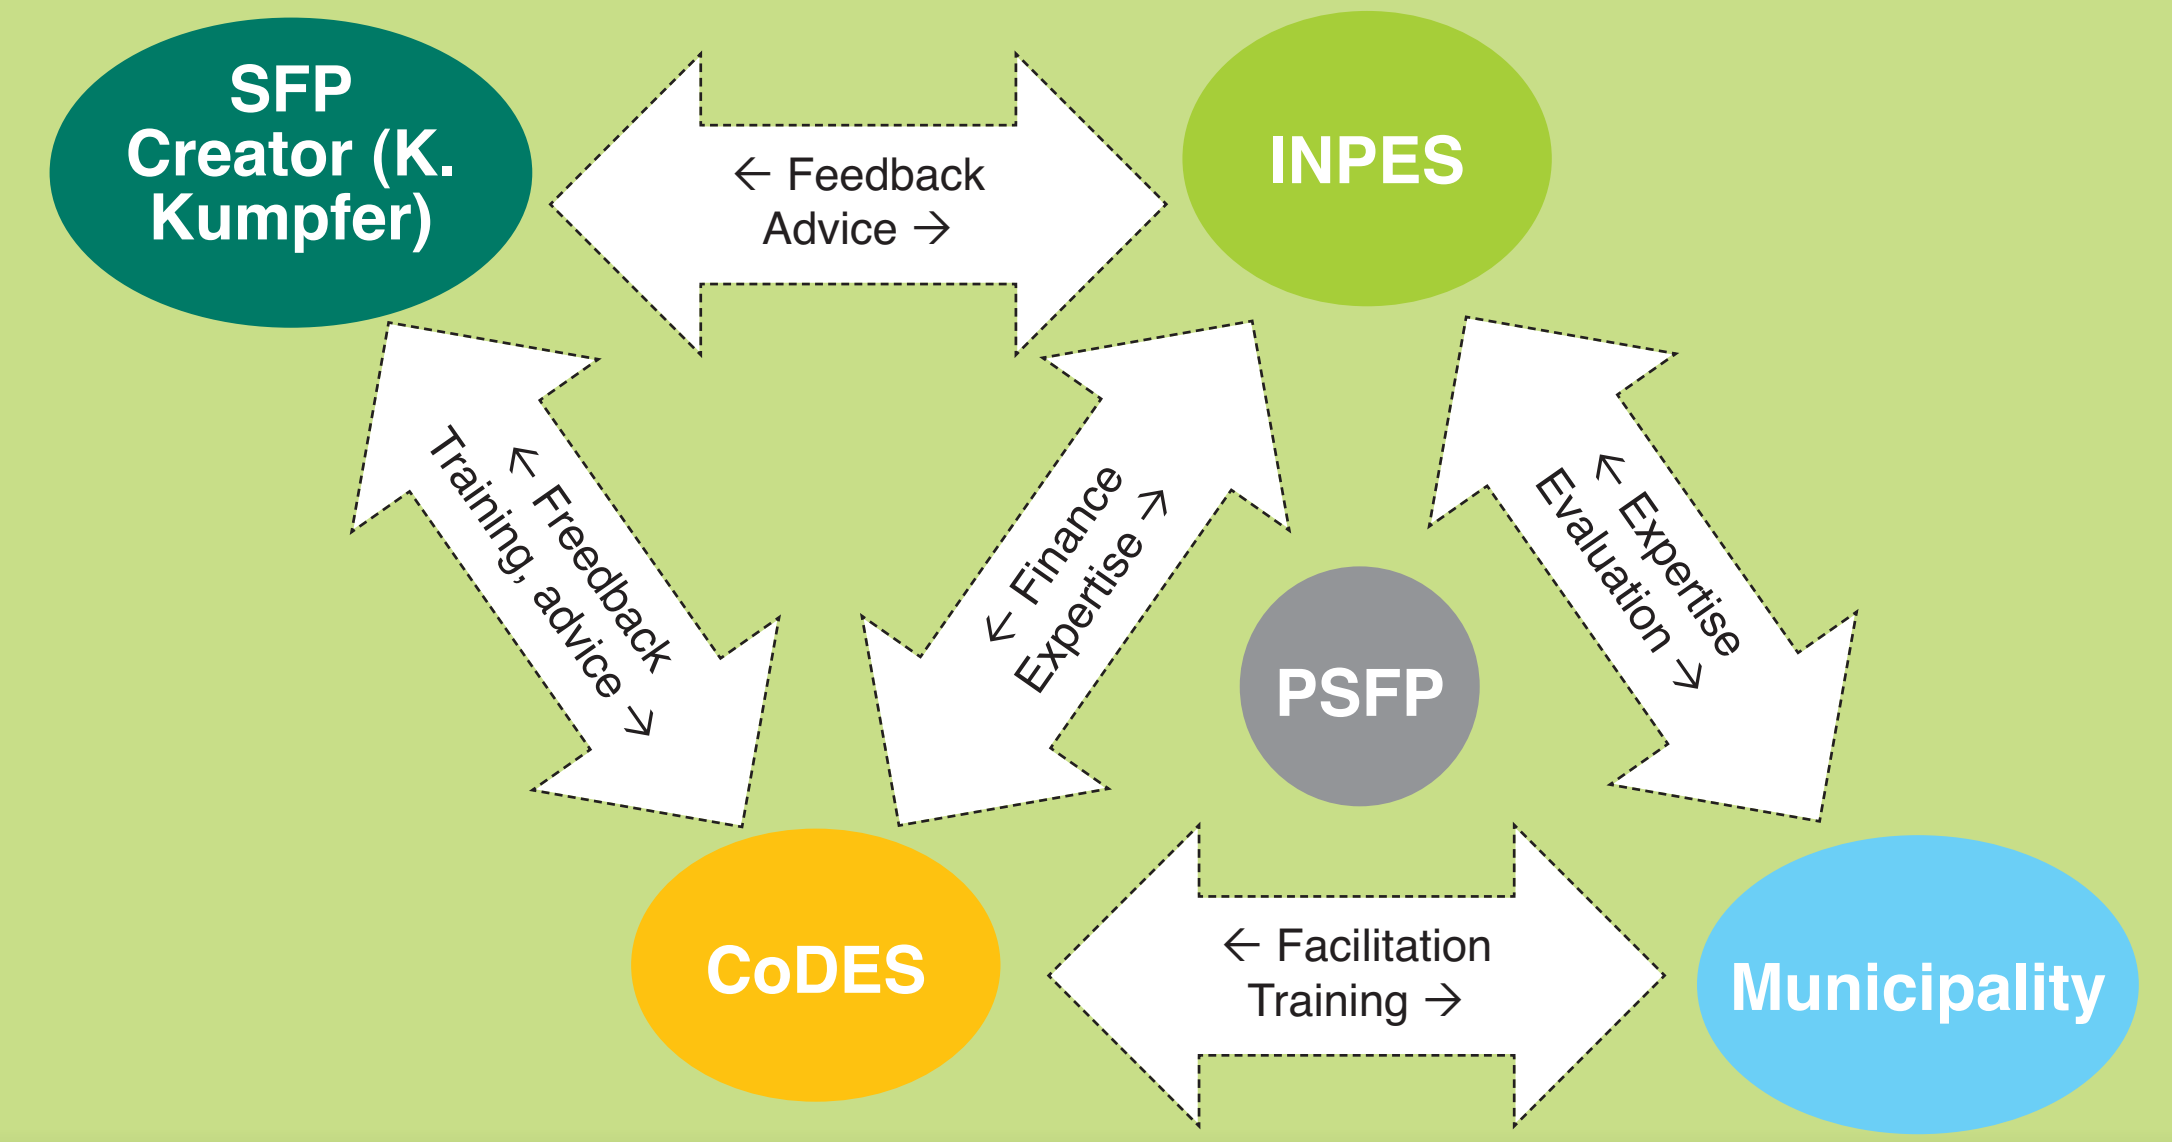 SFP
Creator (K.
Kumpfer)
← Feedback
Advice →
INPES
← Freedback
Training, advice →
← Finance
Expertise →
← Expertise
Evaluation →
PSFP
CoDES
← Facilitation
Training →
Municipality